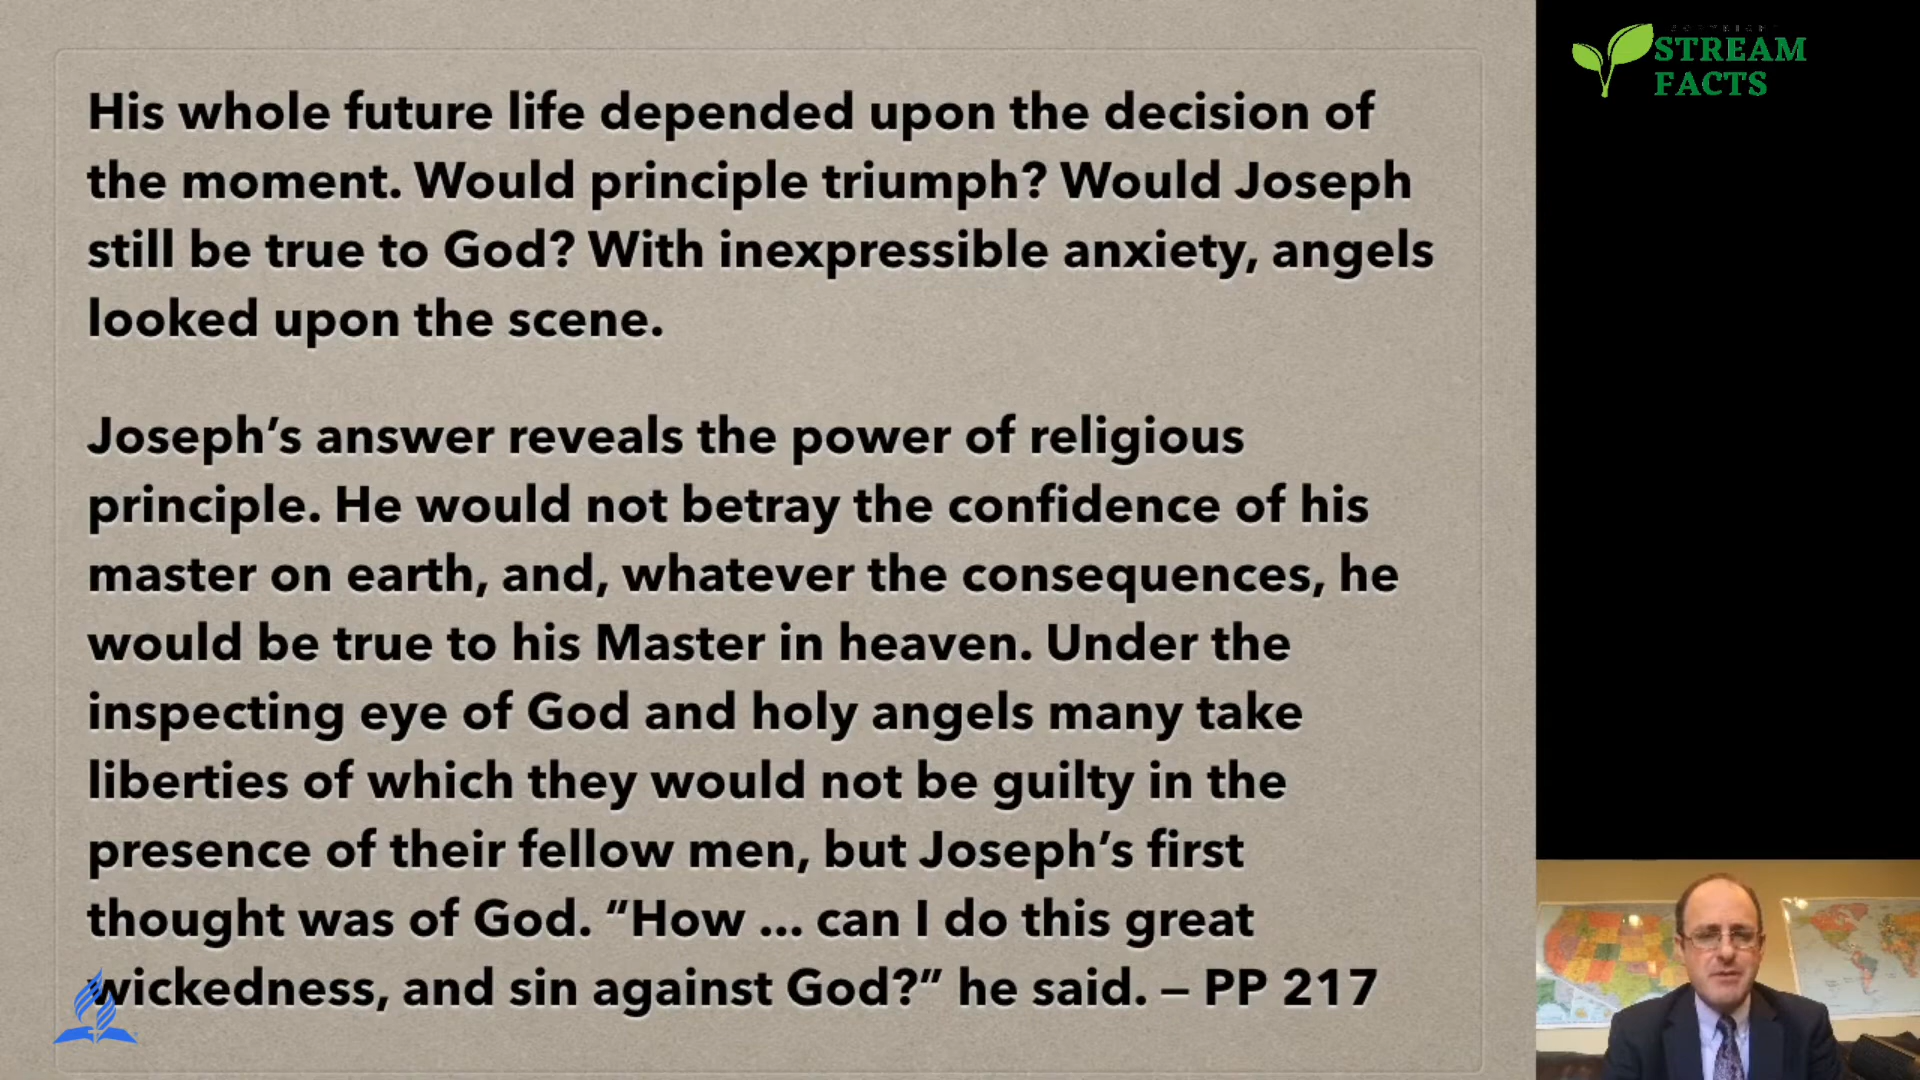 His whole future life depended upon the decision of
the moment. Would principle triumph? Would Joseph
still be true to God? With inexpressible anxiety, angels
looked upon the scene.
Joseph’s answer reveals the power of religious
principle. He would not betray the confidence of his
master on earth, and, whatever the consequences, he
would be true to his Master in heaven. Under the
inspecting eye of God and holy angels many take
liberties of which they would not be guilty in the
presence of their fellow men, but Joseph’s first
thought was of God. “How ... can I do this great
wickedness, and sin against God?” he said. – PP 217
STREAM
FACTS